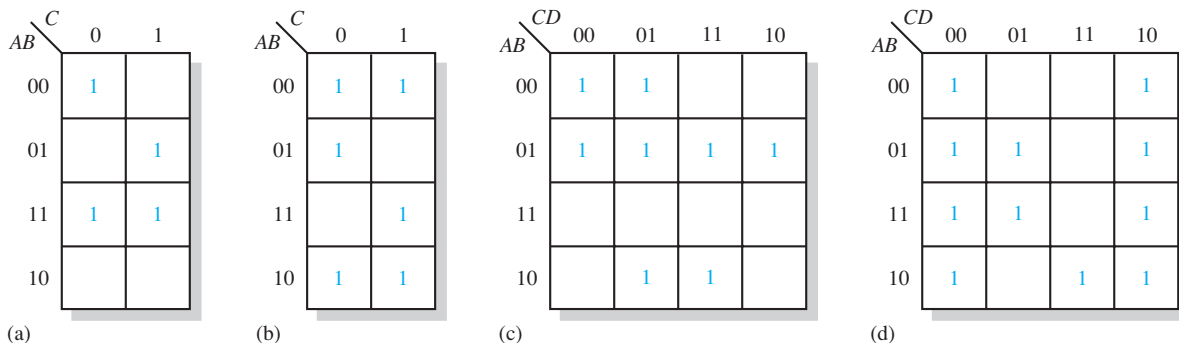 C C CD CD
AB 0 1 AB 0 1 AB 00 01 11 10 AB 00 01 11 10
00 1 00 1 1 00 1 1 00 1 1
01 1 01 1 01 1 1 1 1 01 1 1 1
11 1 1 11 1 11 11 1 1 1
10 10 1 1 10 1 1 10 1 1 1
(a) (b) (c) (d)